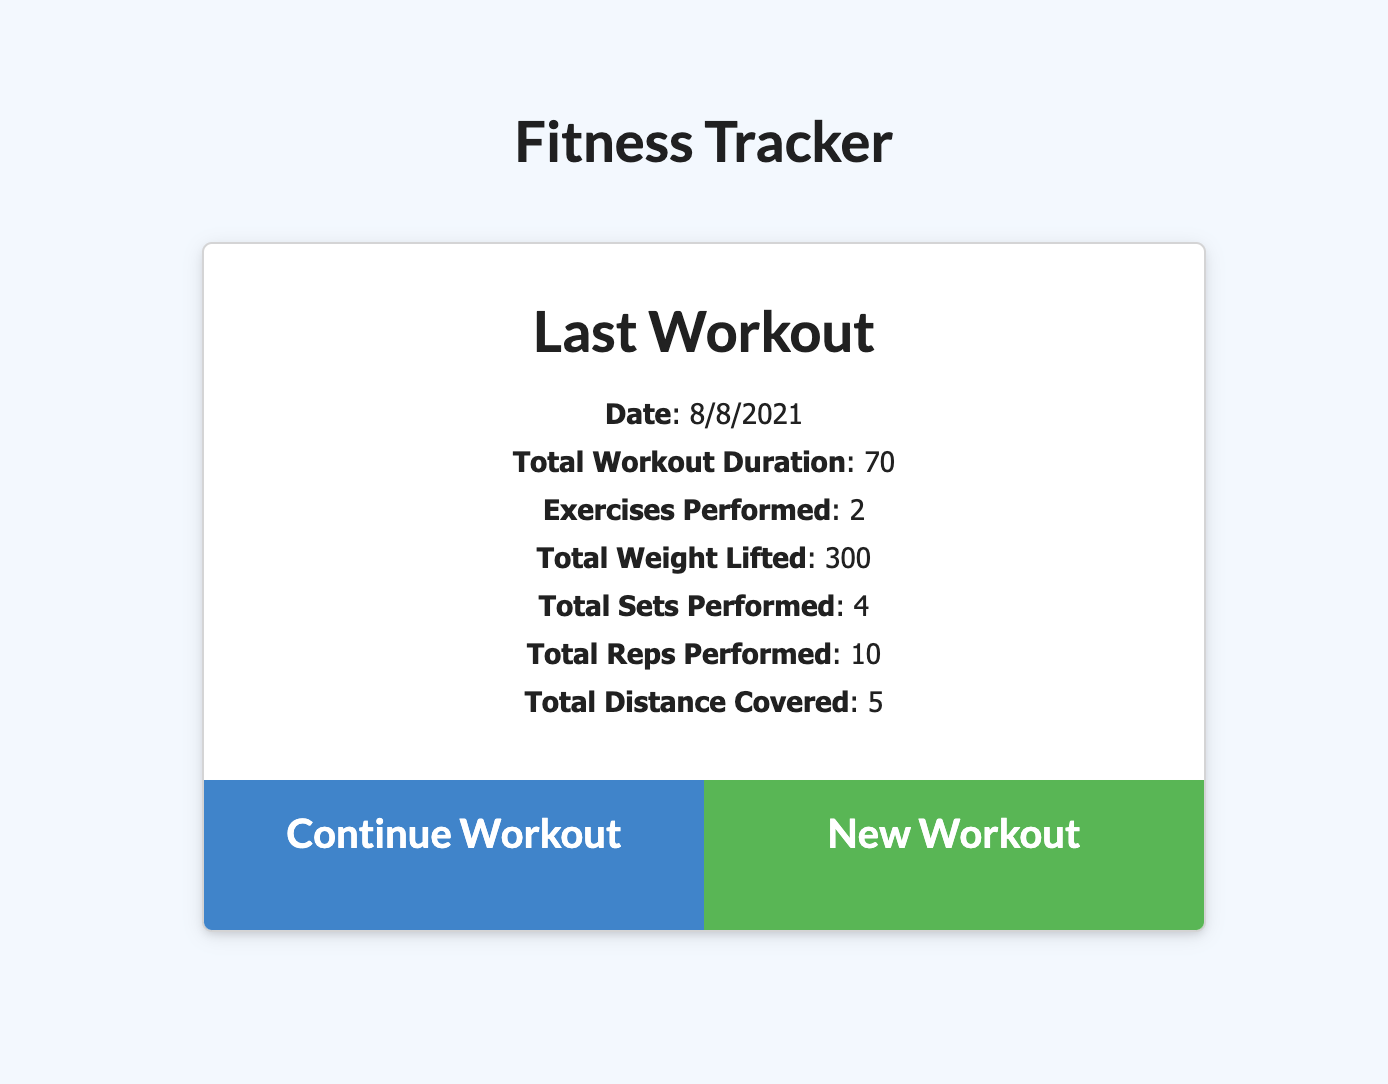 Fitness Tracker
Last Workout
Date: 8/8/2021
Total Workout Duration: 70
Exercises Performed: 2
Total Weight Lifted: 300
Total Sets Performed: 4
Total Reps Performed: 10
Total Distance Covered: 5
Continue Workout
New Workout